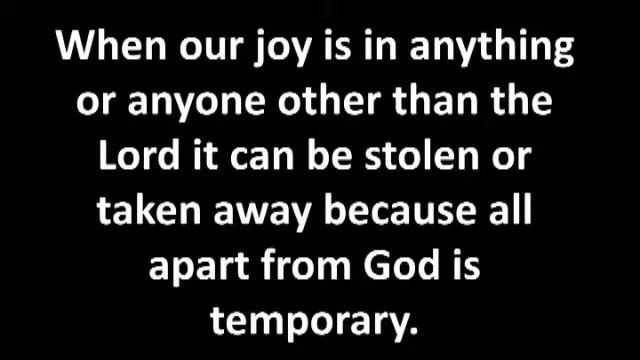 When our joy is in anything
or anyone other than the
Lord it can be stolen or
taken away because all
apart from God is
temporary.